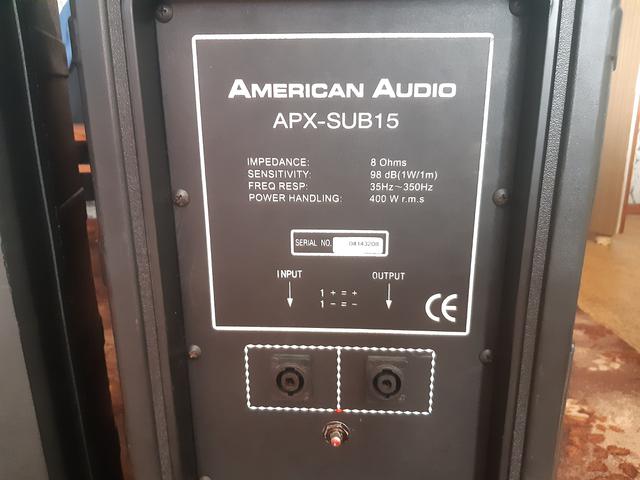 AMERICAN AUDIO
APX-SUB15
IMPEDANCE: 8 Ohms
SENSITIVITY: 98 dB(1W/1m)
FREQ RESP: 35Hz~350Hz
POWER HANDLING: 400 W r.m.s
SERIAL NO. 04143208
INPUT OUTPUT
1 + = +
1 - = -
CE